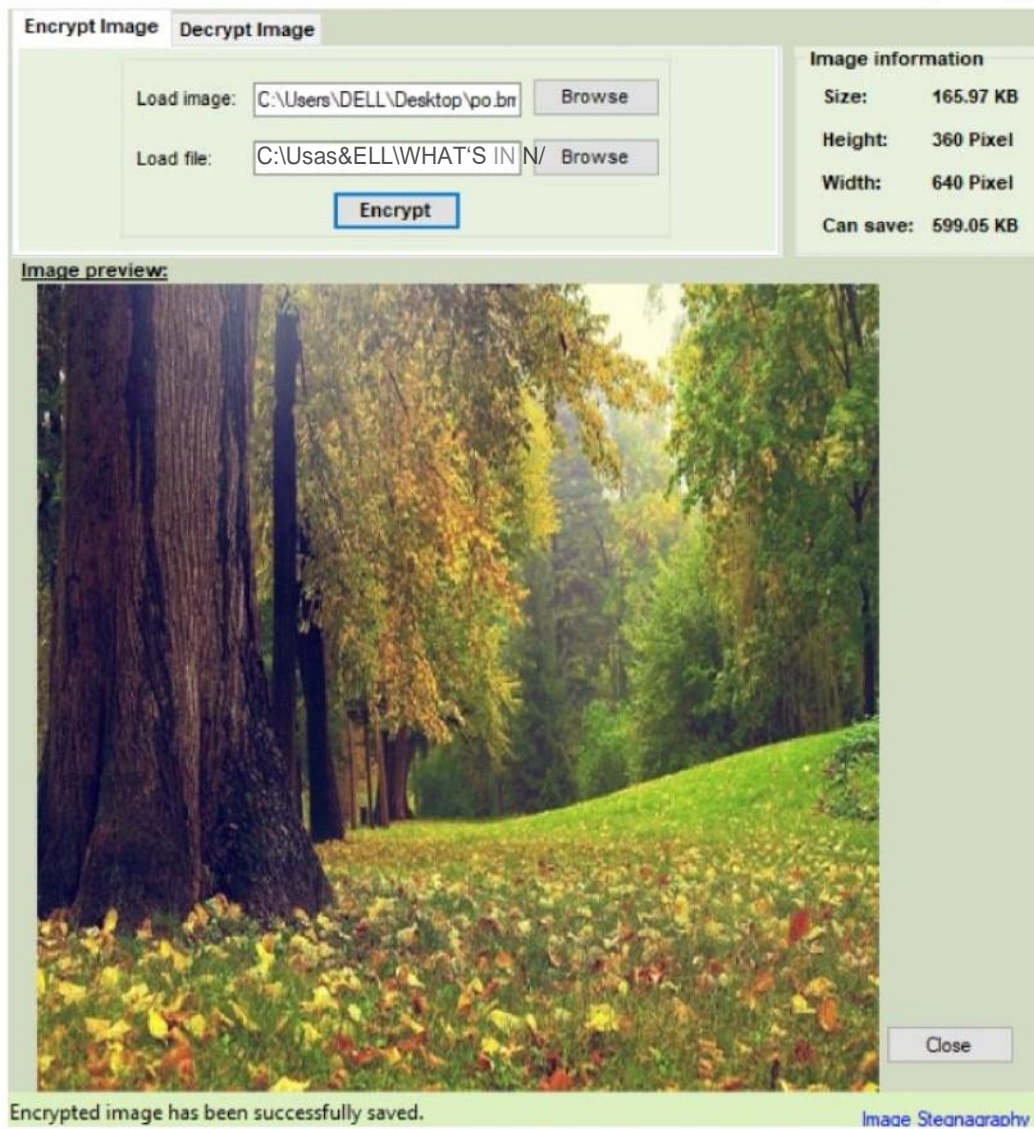 Encrypt Image Decrypt Image
Image information
Load image: C:\Users\DELL\Desktop\po.bm Browse
Size: 165.97 KB
Load file: C:\Usas&ELL\WHAT‘S IN N/ Browse
Height: 360 Pixel
Width: 640 Pixel
Encrypt
Can save: 599.05 KB
Image preview:
Close
Encrypted image has been successfully saved.
Image Stegnagraphy